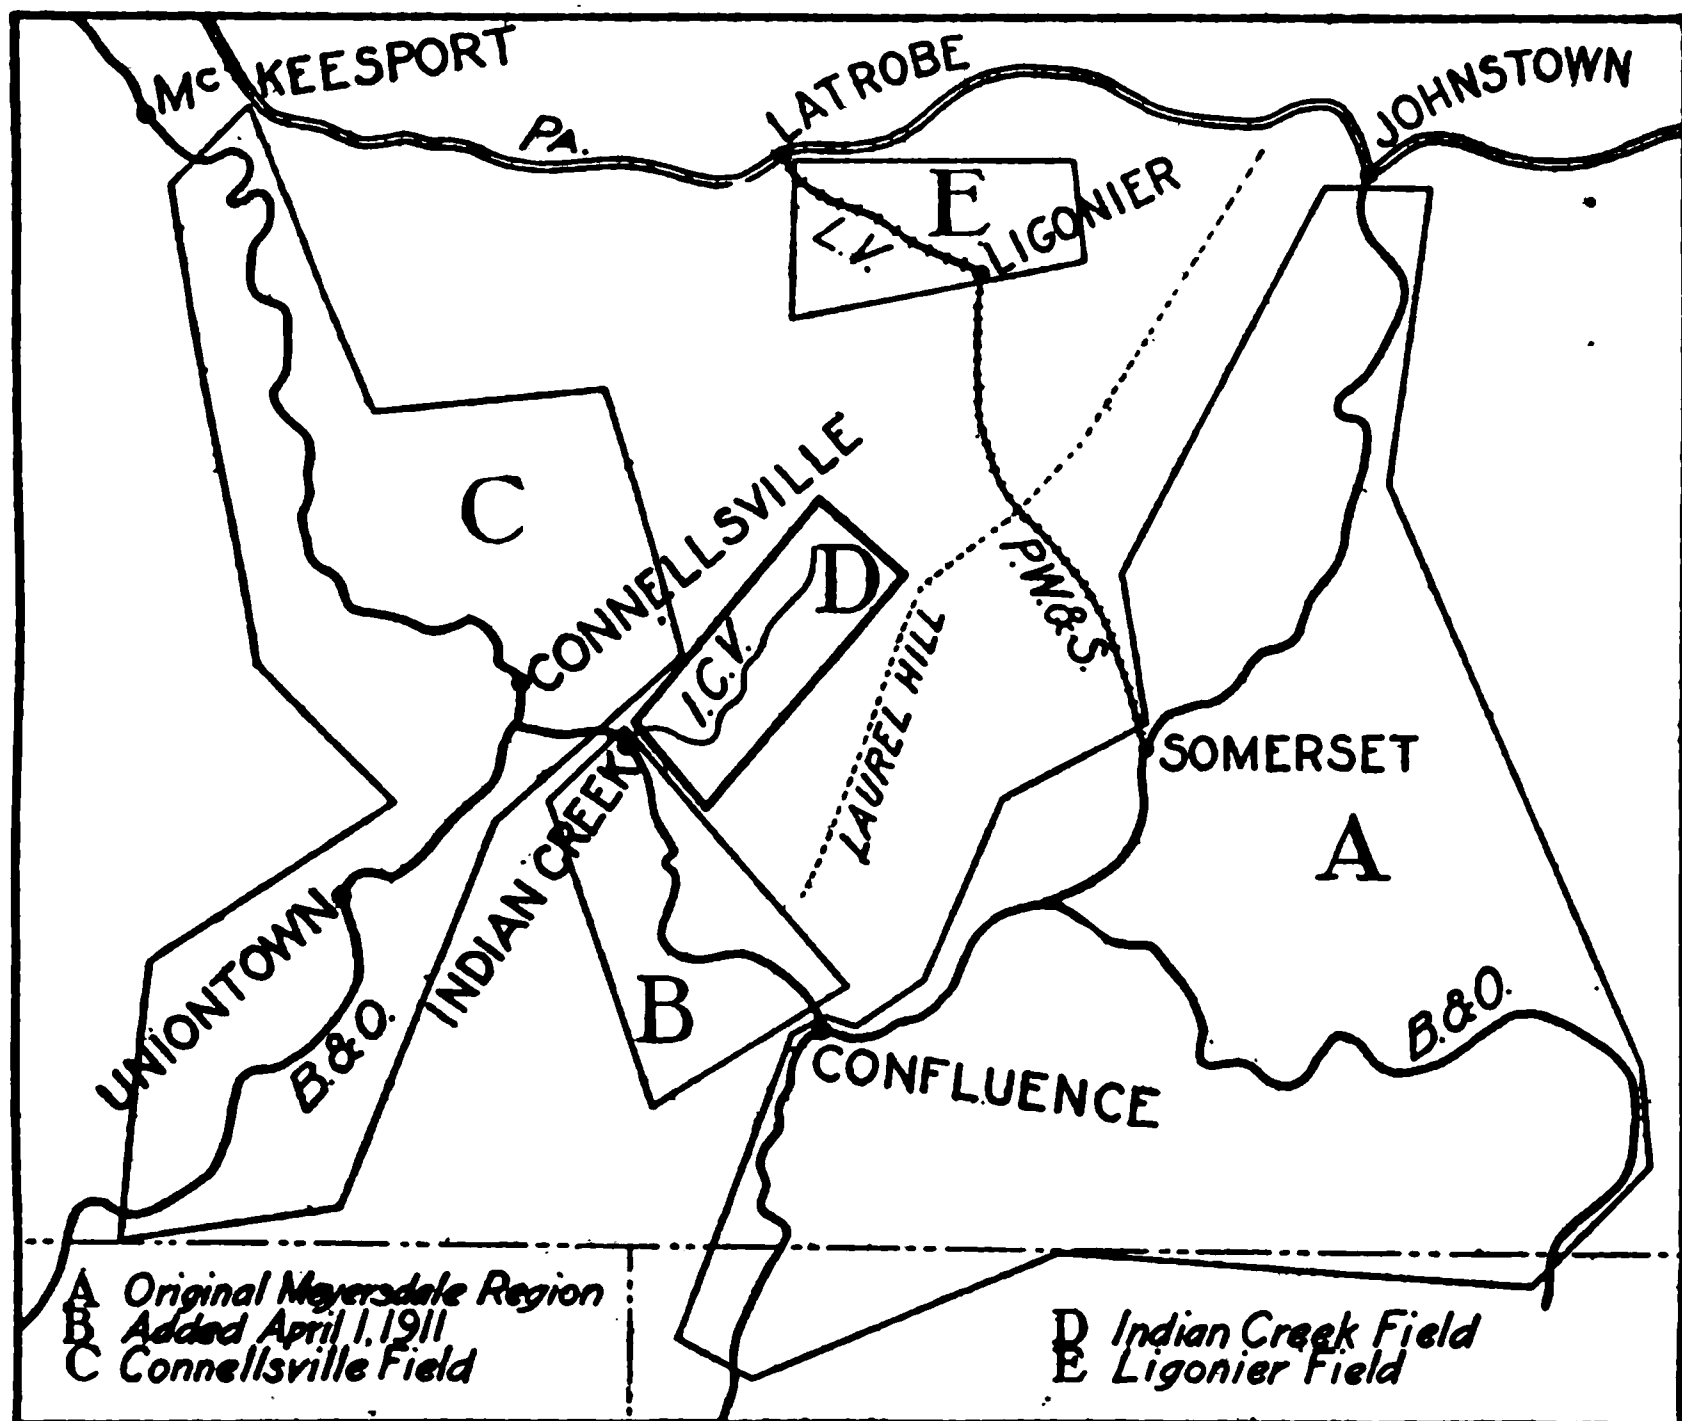 McKEESPORT
LATROBE
JOHNSTOWN
PA.
E
LIGONIER
L.V.
C
CONNELLSVILLE
D
P.W.&S.
I.C.V.
LAUREL HILL
SOMERSET
A
INDIAN CREEK
UNIONTOWN
B
B.&O.
B.&O.
CONFLUENCE
A Original Meyersdale Region
B Added April 1, 1911
C Connellsville Field
D Indian Creek Field
E Ligonier Field